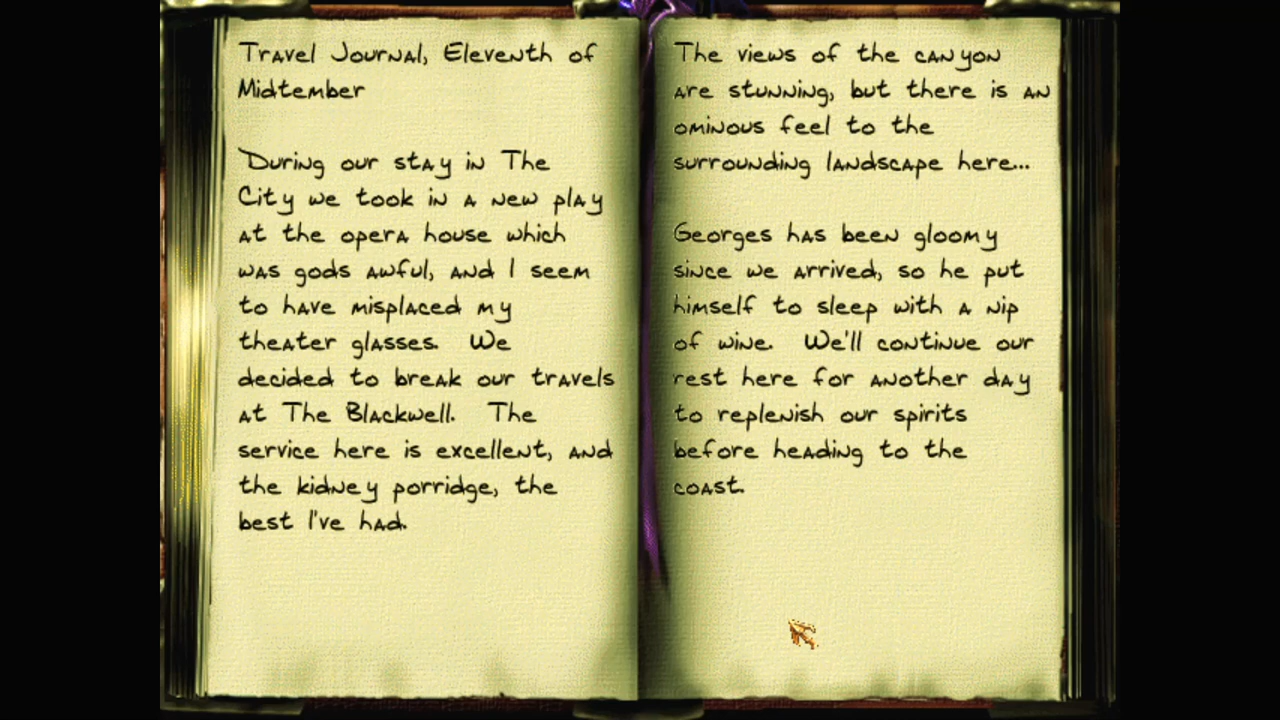 Travel Journal, Eleventh of
Midtember
During our stay in The
City we took in a new play
at the opera house which
was gods awful, and I seem
to have misplaced my
theater glasses. We
decided to break our travels
at The Blackwell. The
service here is excellent, and
the kidney porridge, the
best I've had.
The views of the canyon
are stunning, but there is an
ominous feel to the
surrounding landscape here...
Georges has been gloomy
since we arrived, so he put
himself to sleep with a nip
of wine. We'll continue our
rest here for another day
to replenish our spirits
before heading to the
coast.